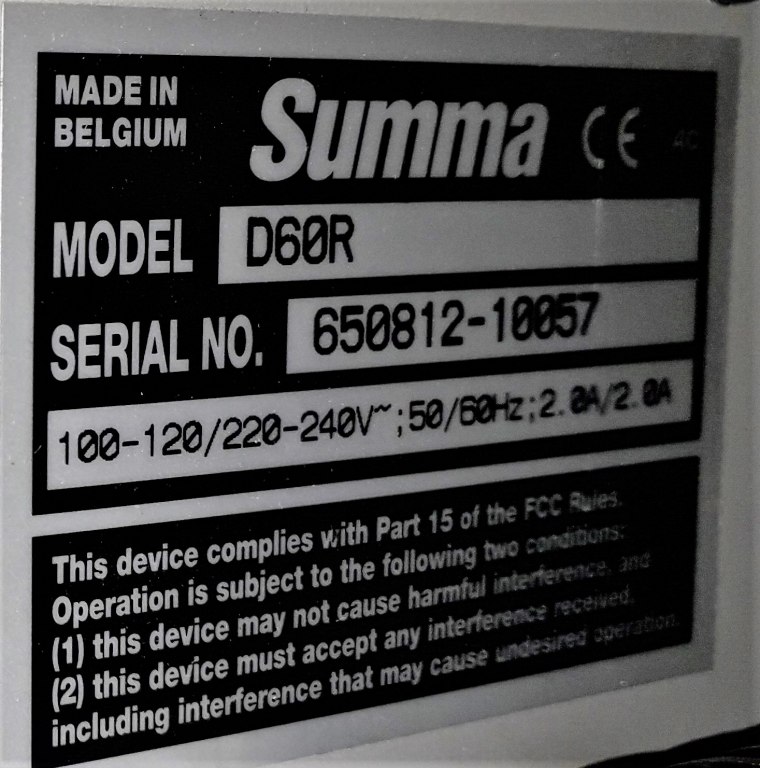 MADE IN
BELGIUM
Summa CE
MODEL D60R
SERIAL NO. 650812-10057
100-120/220-240V~;50/60Hz;2.0A/2.0A
This device complies with Part 15 of the FCC Rules.
Operation is subject to the following two conditions:
(1) this device may not cause harmful interference, and
(2) this device must accept any interference received,
including interference that may cause undesired operation.